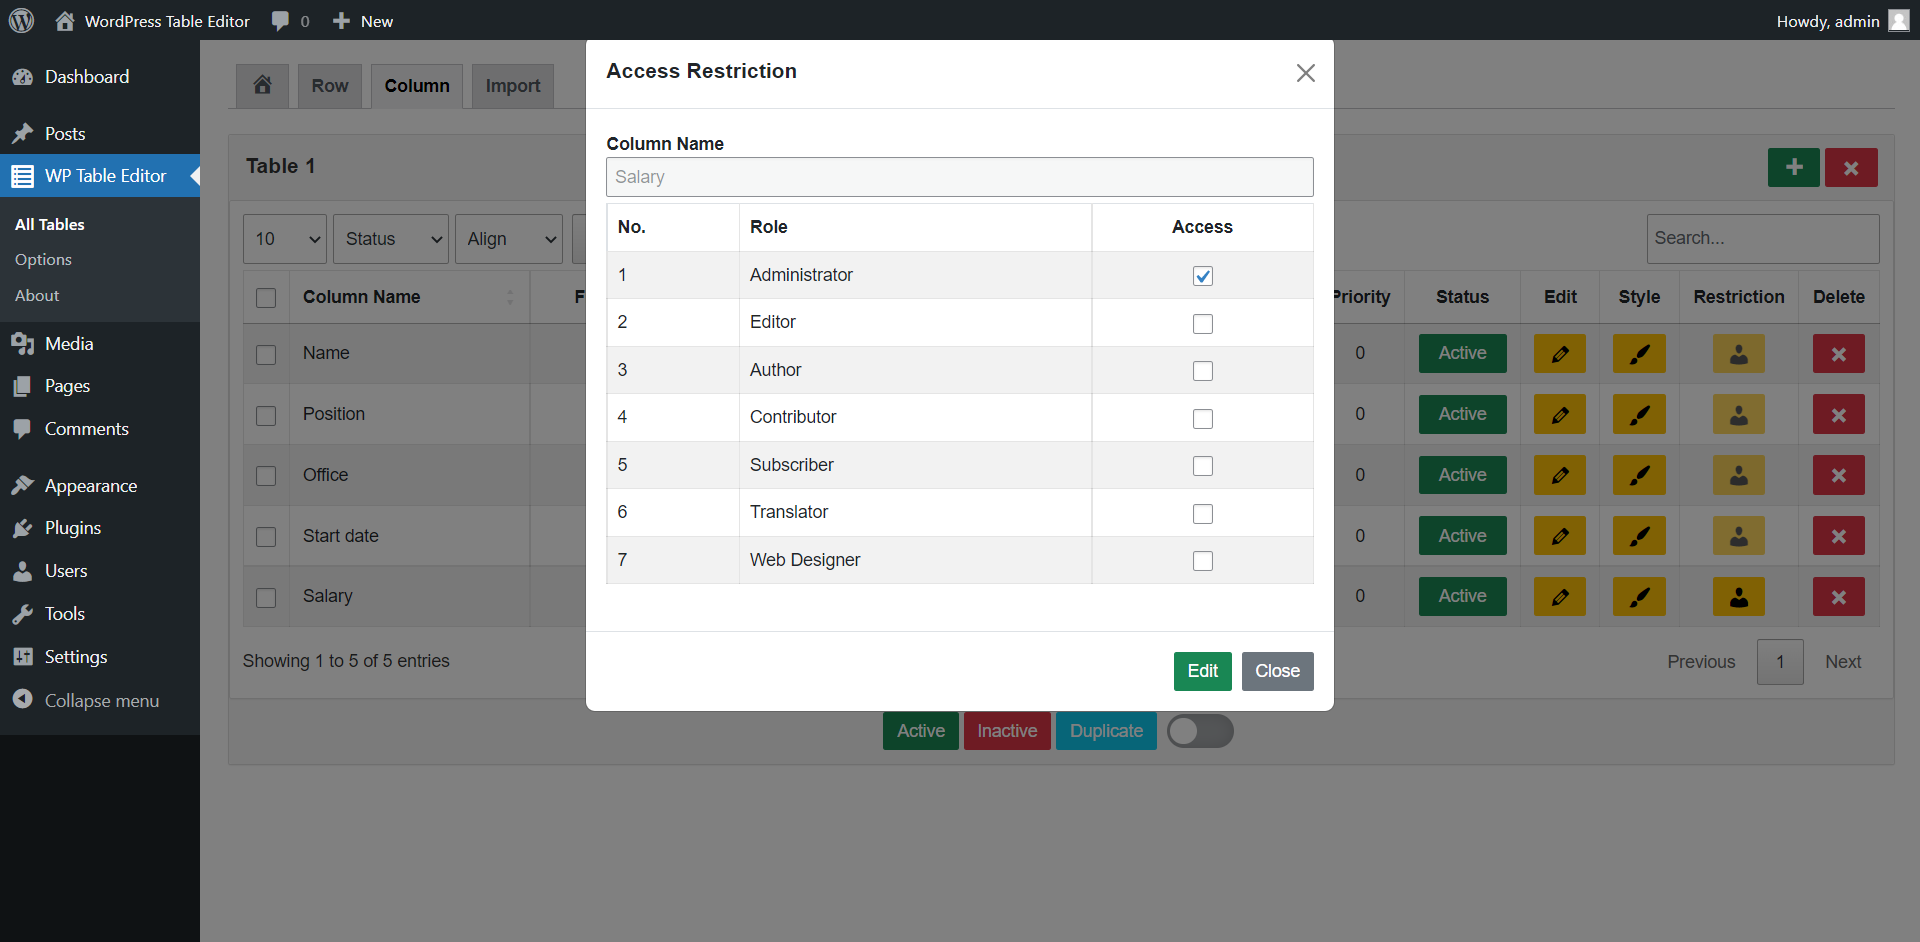 WordPress Table Editor 0 New Howdy, admin
Dashboard
Posts
WP Table Editor
All Tables
Options
About
Media
Pages
Comments
Appearance
Plugins
Users
Tools
Settings
Collapse menu
Row Column Import
Table 1
10 Status Align Search...
Column Name F Priority Status Edit Style Restriction Delete
Name 0 Active
Position 0 Active
Office 0 Active
Start date 0 Active
Salary 0 Active
Showing 1 to 5 of 5 entries Previous 1 Next
Active Inactive Duplicate
Access Restriction
Column Name
Salary
No. Role Access
1 Administrator
2 Editor
3 Author
4 Contributor
5 Subscriber
6 Translator
7 Web Designer
Edit Close